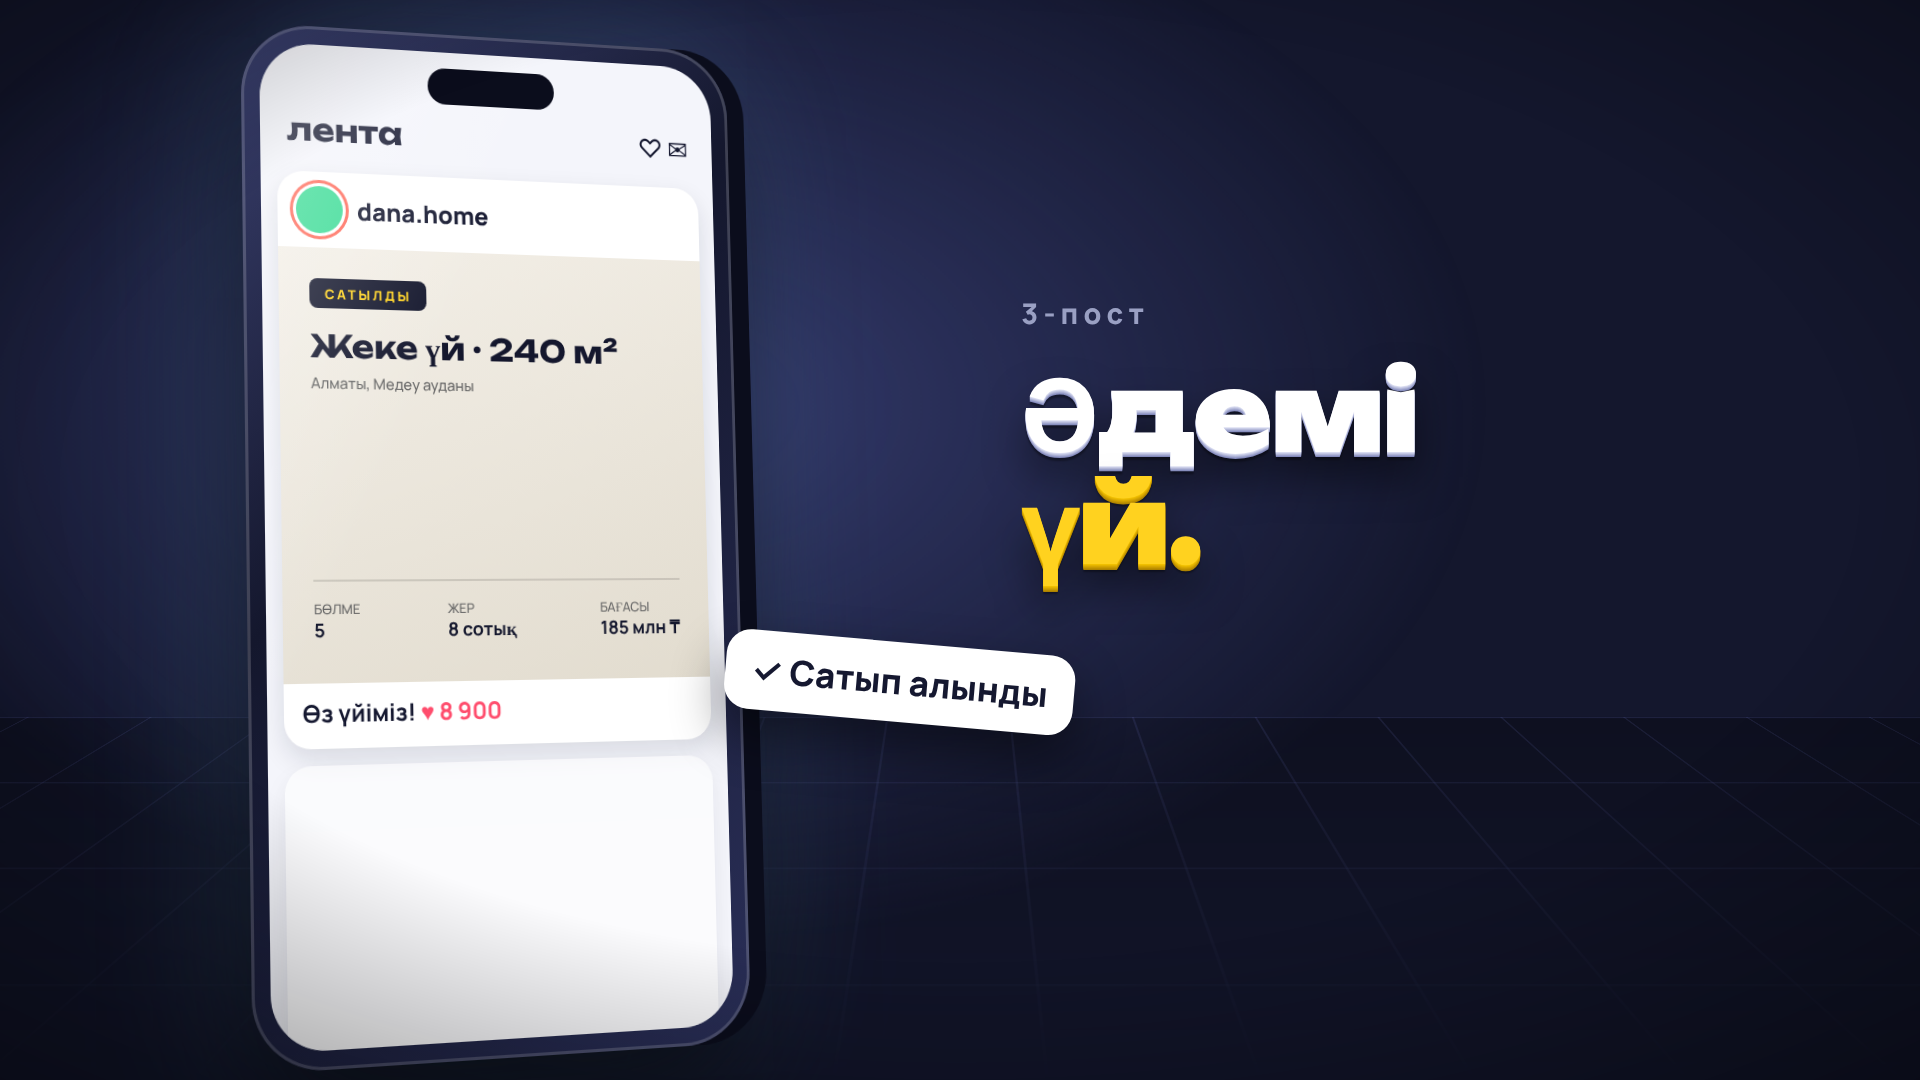 лента
♡ ✉
dana.home
САТЫЛДЫ
Жеке үй · 240 м²
Алматы, Медеу ауданы
БӨЛМЕ
5
ЖЕР
8 сотық
БАҒАСЫ
185 млн ₸
Өз үйіміз! ♥ 8 900
✓ Сатып алынды
3-пост
Әдемі
үй.